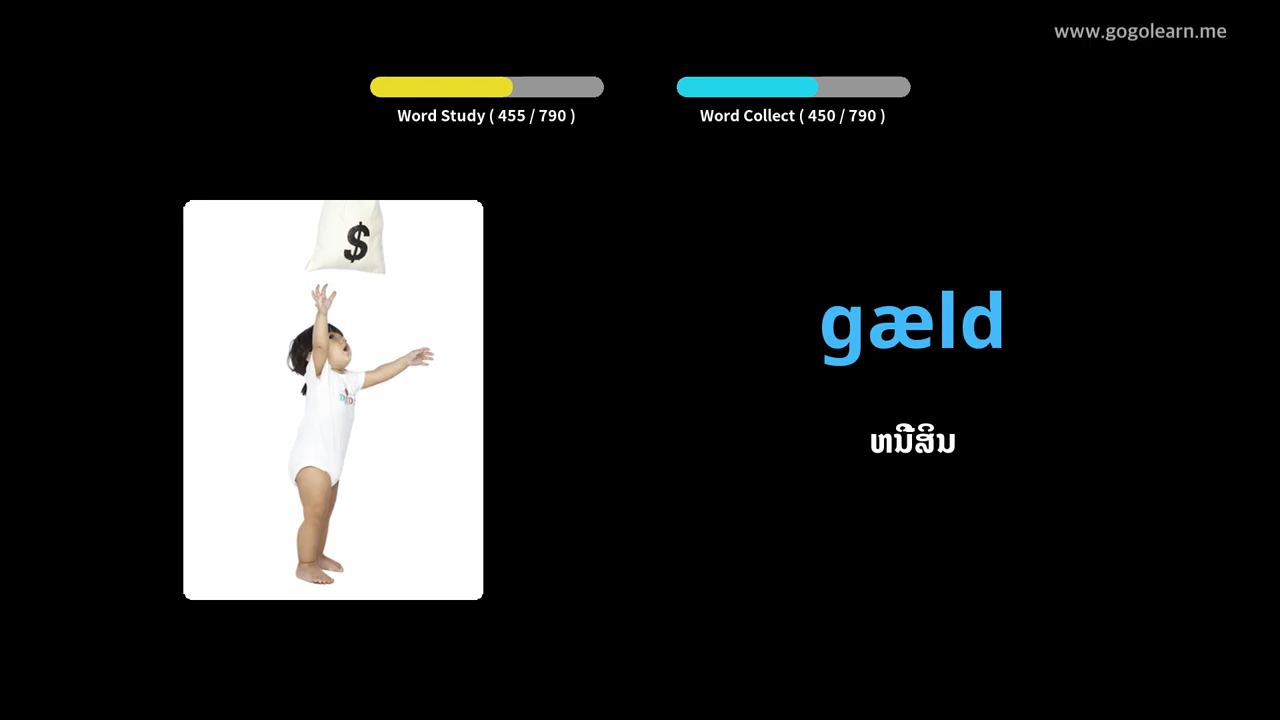 www.gogolearn.me
Word Study ( 455 / 790 )
Word Collect ( 450 / 790 )
$
gæld
ຫນີ້ສິນ